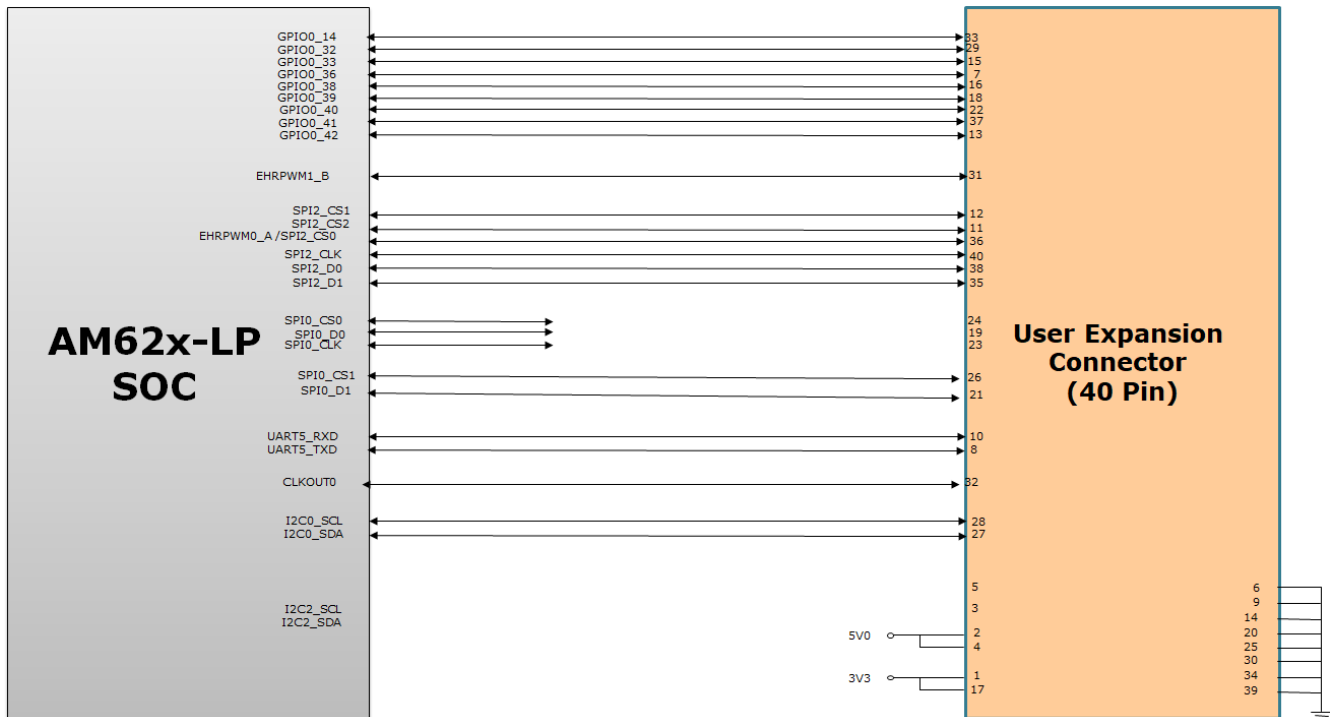 GPIO0_14
33
GPIO0_32
29
GPIO0_33
15
GPIO0_36
7
GPIO0_38
16
GPIO0_39
18
GPIO0_40
22
GPIO0_41
37
GPIO0_42
13
EHRPWM1_B
31
SPI2_CS1
12
SPI2_CS2
11
EHRPWM0_A /SPI2_CS0
36
SPI2_CLK
40
SPI2_D0
38
SPI2_D1
35
SPI0_CS0
24
SPI0_D0
19
SPI0_CLK
23
AM62x-LP
SOC
User Expansion
Connector
(40 Pin)
SPI0_CS1
26
SPI0_D1
21
UART5_RXD
10
UART5_TXD
8
CLKOUT0
32
I2C0_SCL
28
I2C0_SDA
27
5
I2C2_SCL
3
I2C2_SDA
5V0
2
4
3V3
1
17
6
9
14
20
25
30
34
39